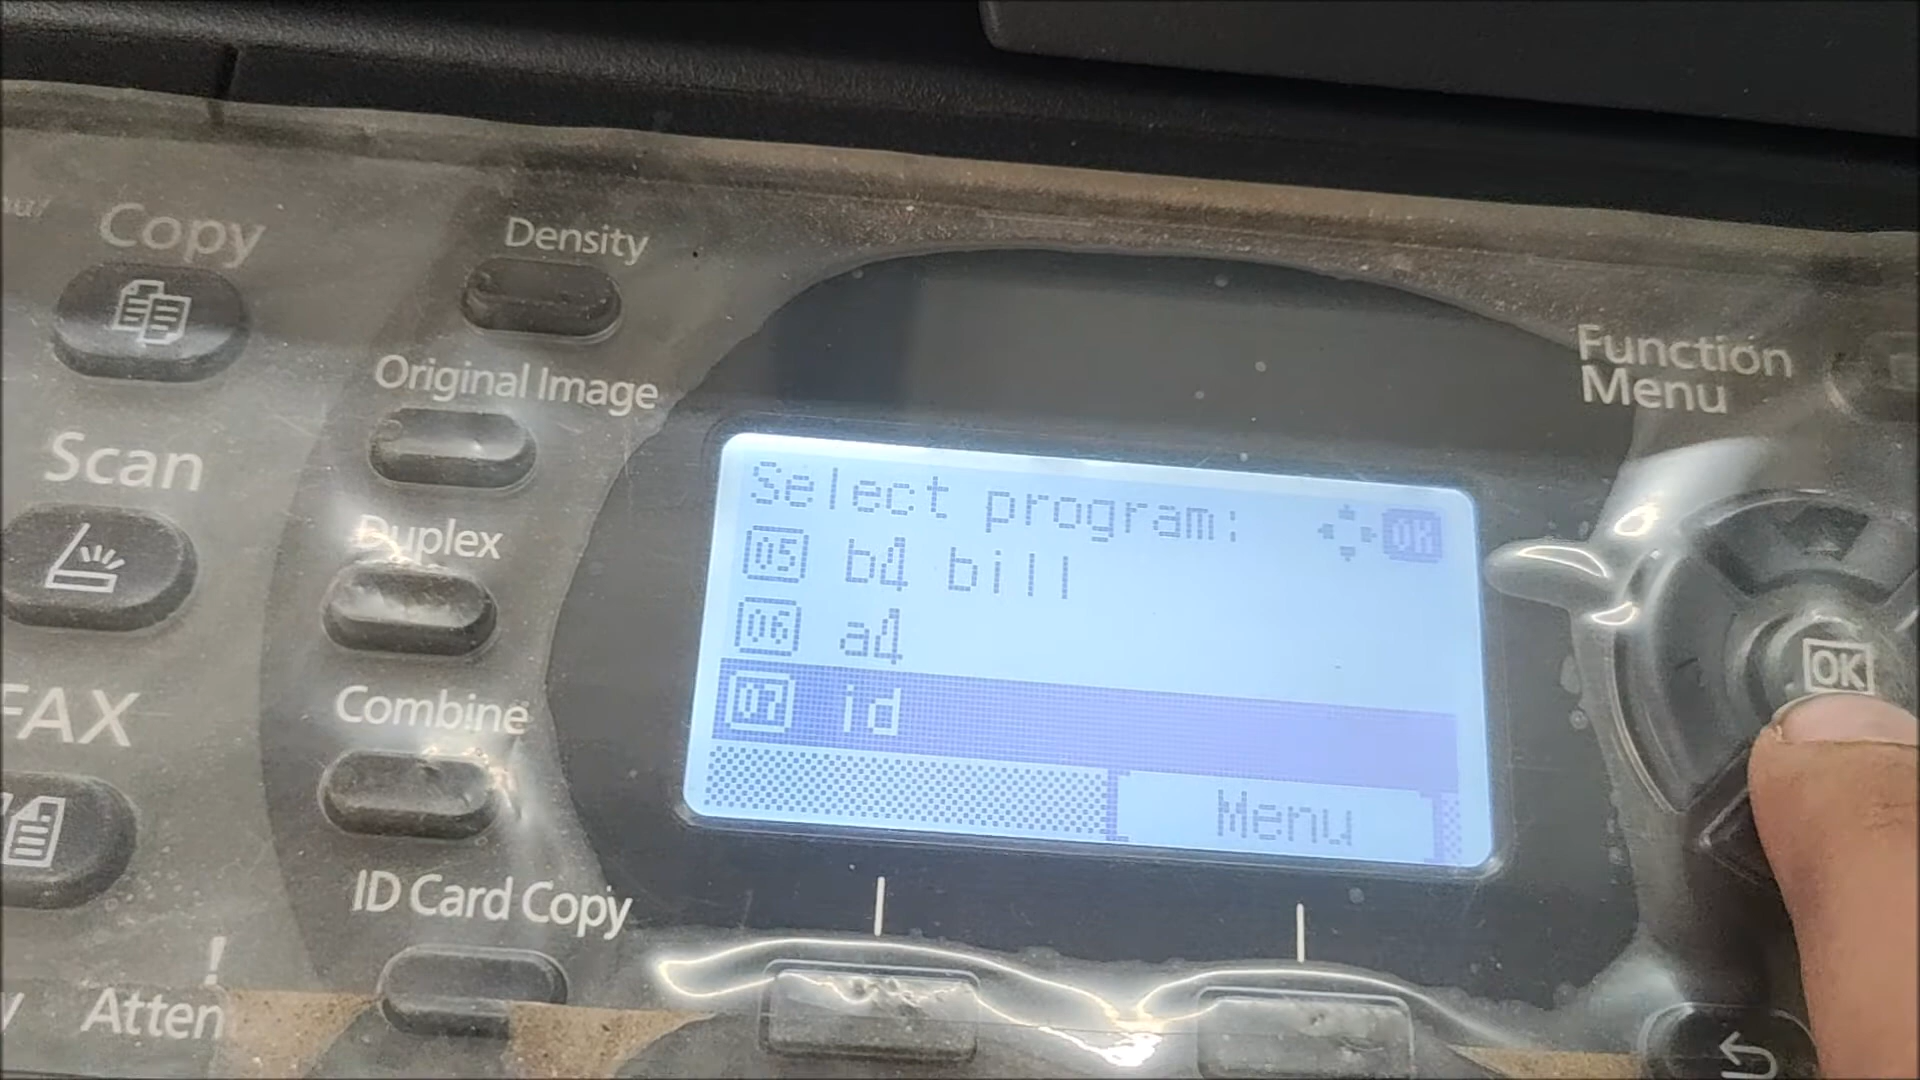 Copy
Density
Original Image
Scan
Duplex
FAX
Combine
ID Card Copy
!
Atten
Select program:
OK
05 b4 bill
06 a4
07 id
Menu
Function
Menu
OK